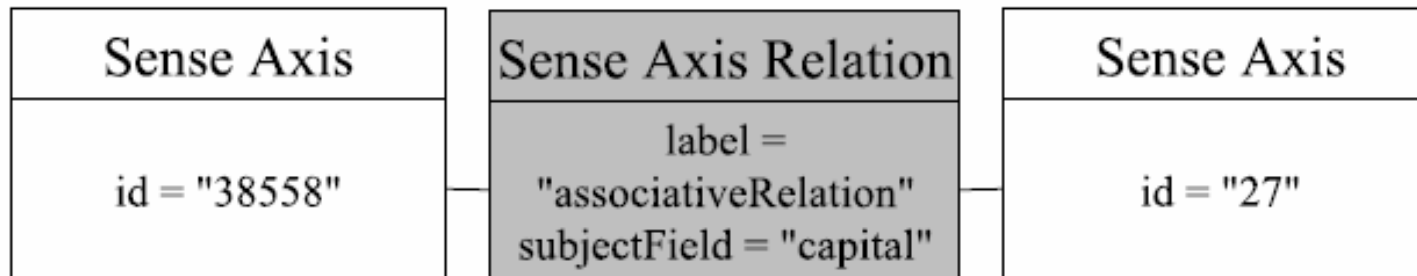 Sense Axis
id = "38558"
Sense Axis Relation
label =
"associativeRelation"
subjectField = "capital"
Sense Axis
id = "27"